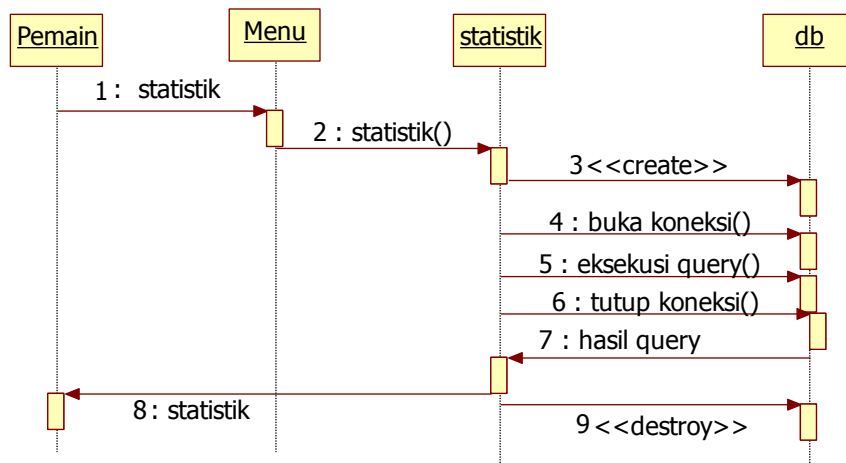 Pemain
Menu
statistik
db
1 : statistik
2 : statistik()
3<<create>>
4 : buka koneksi()
5 : eksekusi query()
6 : tutup koneksi()
7 : hasil query
8 : statistik
9<<destroy>>